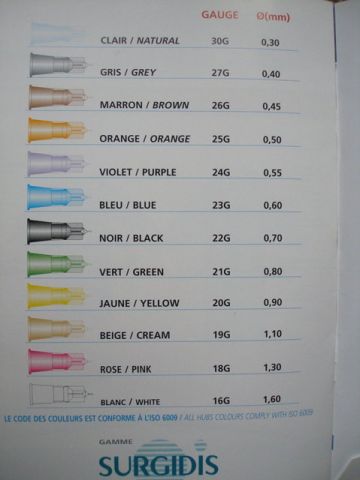 GAUGE Ø(mm)
CLAIR / NATURAL 30G 0,30
GRIS / GREY 27G 0,40
MARRON / BROWN 26G 0,45
ORANGE / ORANGE 25G 0,50
VIOLET / PURPLE 24G 0,55
BLEU / BLUE 23G 0,60
NOIR / BLACK 22G 0,70
VERT / GREEN 21G 0,80
JAUNE / YELLOW 20G 0,90
BEIGE / CREAM 19G 1,10
ROSE / PINK 18G 1,30
BLANC / WHITE 16G 1,60
LE CODE DES COULEURS EST CONFORME À L'ISO 6009 / ALL HUBS COLOURS COMPLY WITH ISO 6009
GAMME
SURGIDIS